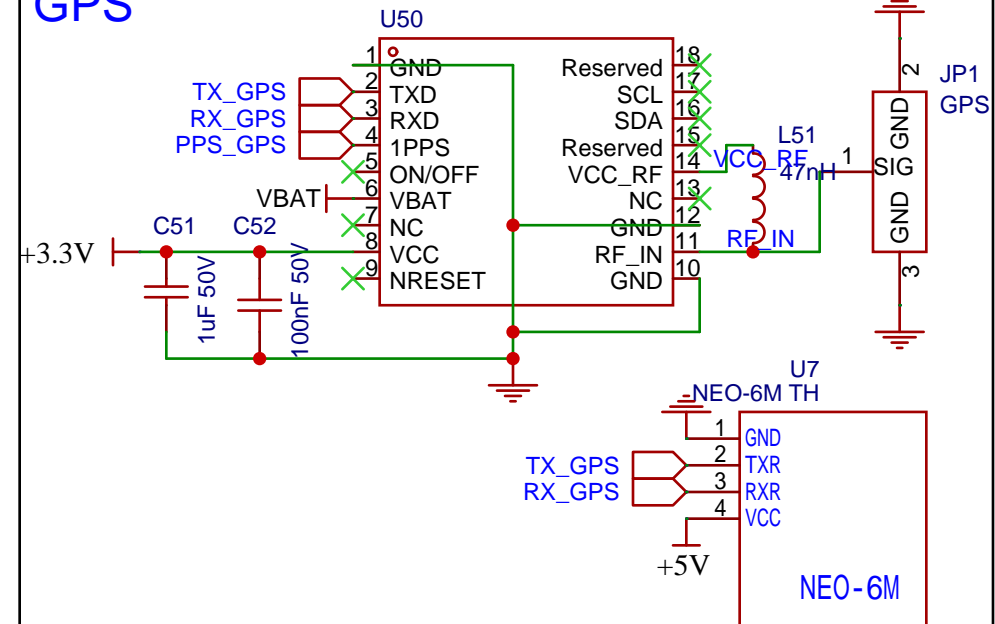 GPS
U50
1 GND
TX_GPS 2 TXD
RX_GPS 3 RXD
PPS_GPS 4 1PPS
5 ON/OFF
VBAT 6 VBAT
7 NC
+3.3V 8 VCC
9 NRESET
C51
1uF 50V
C52
100nF 50V
Reserved 18
SCL 17
SDA 16
Reserved 15
VCC_RF 14 VCC_RF
NC 13
GND 12
RF_IN 11 RF_IN
GND 10
L51
47nH
JP1
GPS
2 GND
1 SIG
GND 3
U7
NEO-6M TH
1 GND
TX_GPS 2 TXR
RX_GPS 3 RXR
4 VCC
+5V
NEO-6M